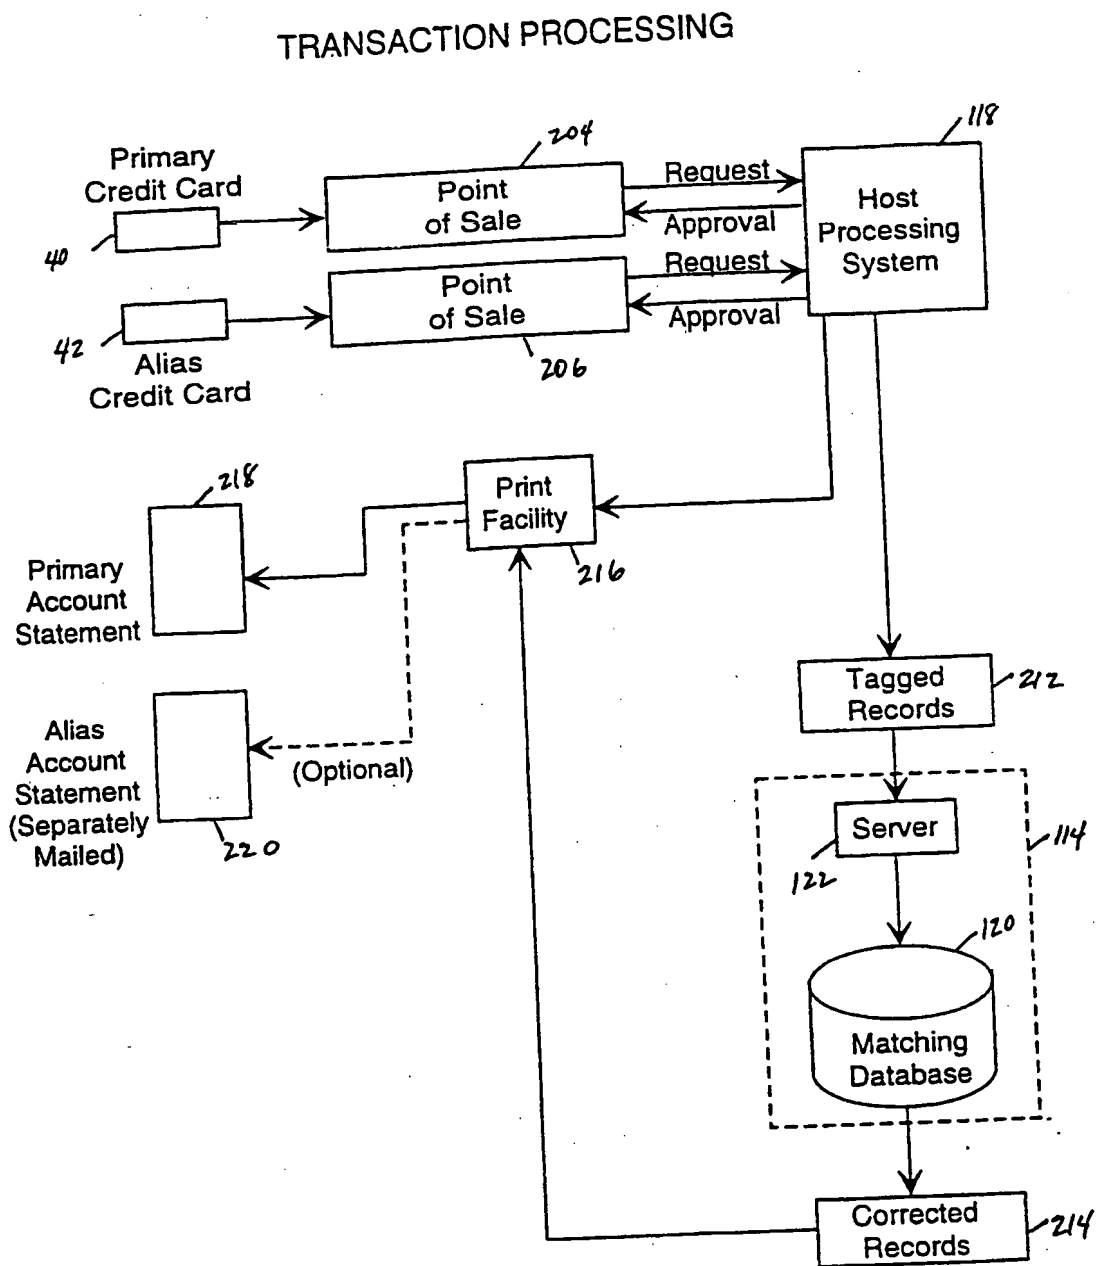 TRANSACTION PROCESSING
118
204
Primary
Credit Card
40
Point
of Sale
Request
Approval
Host
Processing
System
Point
of Sale
Request
Approval
42
Alias
Credit Card
206
218
Print
Facility
216
Primary
Account
Statement
Tagged
Records
212
Alias
Account
Statement
(Separately
Mailed)
(Optional)
220
Server
122
114
120
Matching
Database
Corrected
Records
214